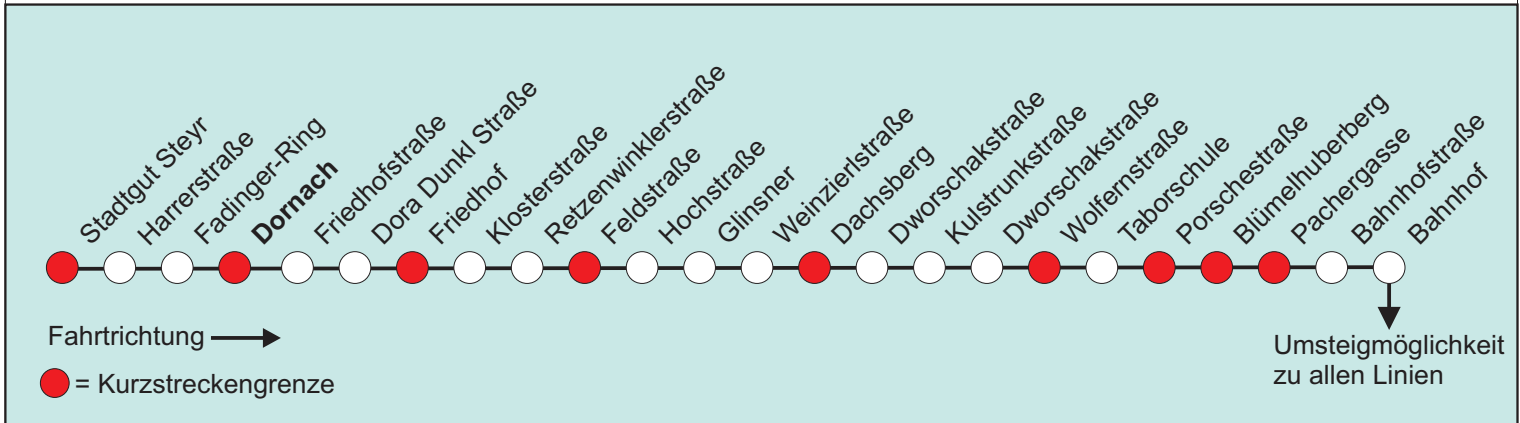 Stadtgut Steyr
Harrerstraße
Fadinger-Ring
Dornach
Friedhofstraße
Dora Dunkl Straße
Friedhof
Klosterstraße
Retzenwinklerstraße
Feldstraße
Hochstraße
Glinsner
Weinzierlstraße
Dachsberg
Dworschakstraße
Kulstrunkstraße
Dworschakstraße
Wolfernstraße
Taborschule
Porschestraße
Blümelhuberberg
Pachergasse
Bahnhofstraße
Bahnhof
Fahrtrichtung
= Kurzstreckengrenze
Umsteigmöglichkeit
zu allen Linien